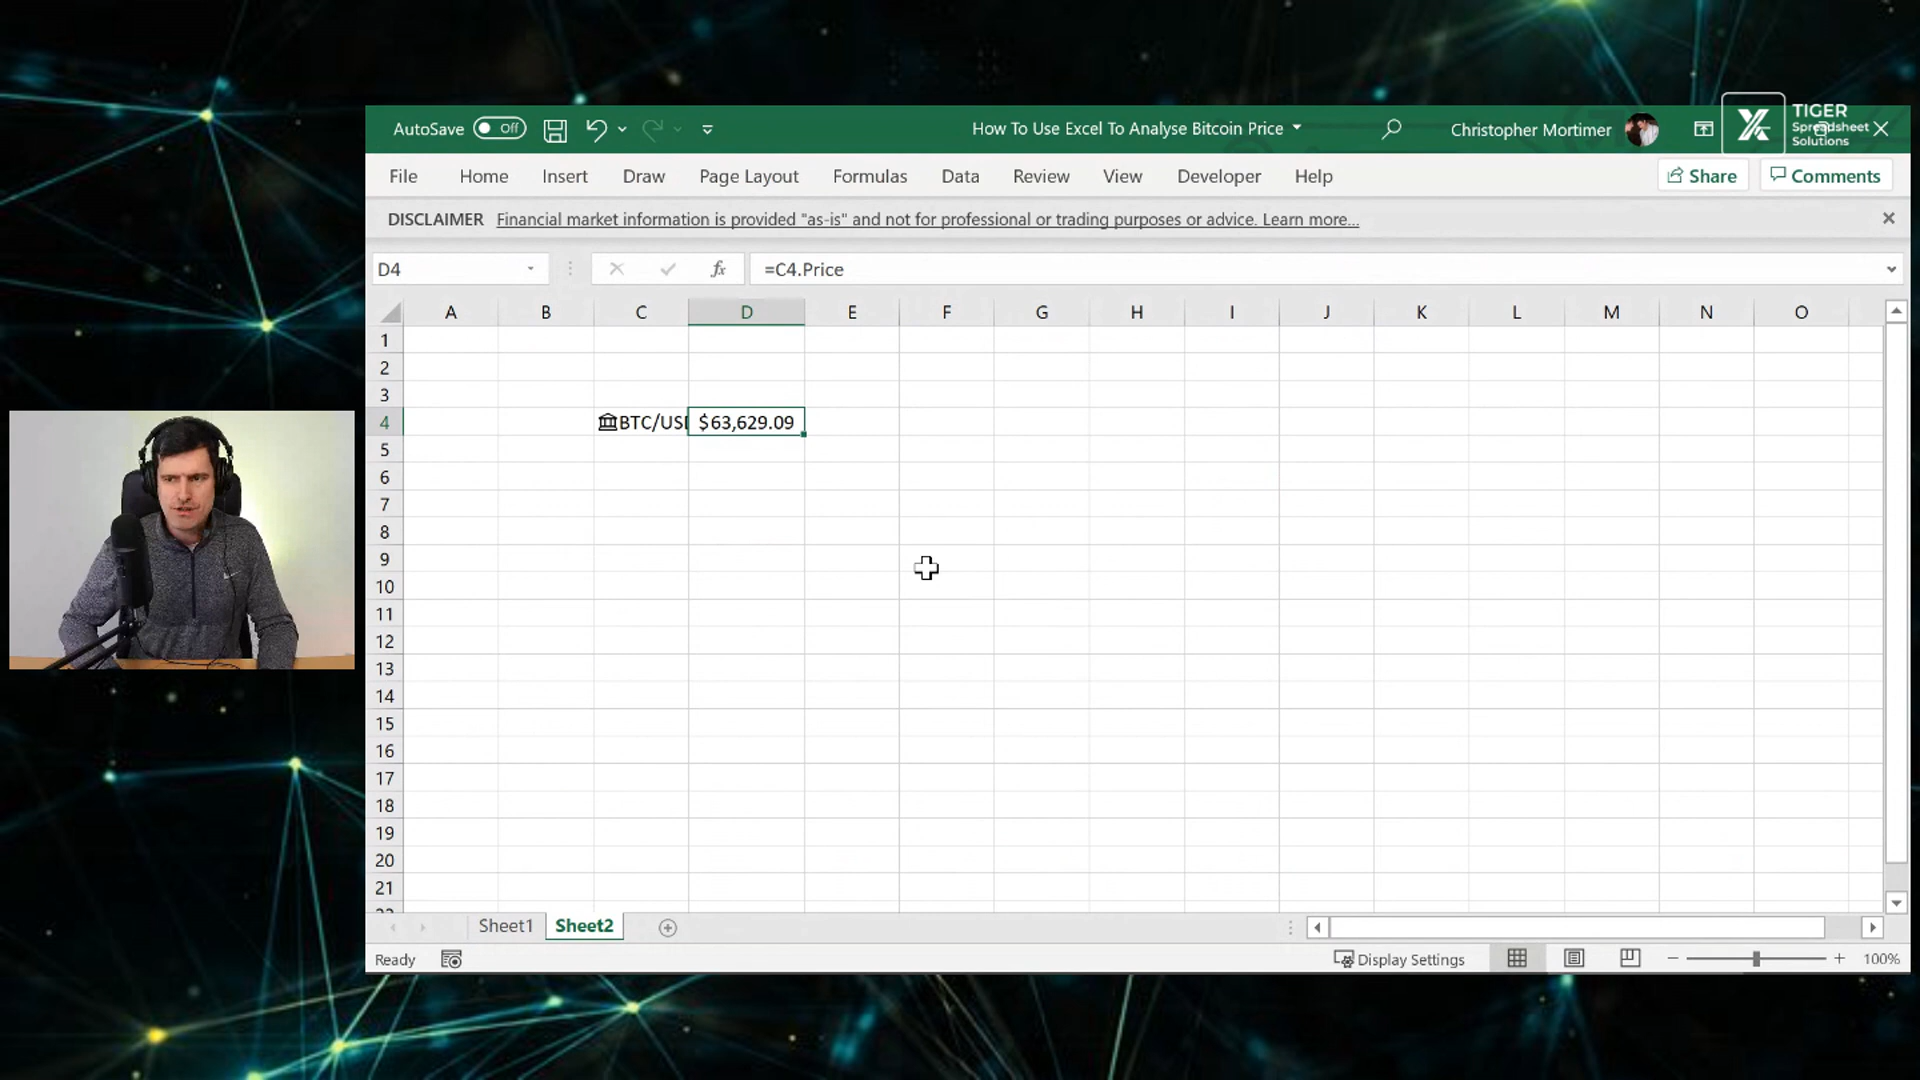 AutoSave Off
How To Use Excel To Analyse Bitcoin Price
Christopher Mortimer
TIGER
Spreadsheet
Solutions
File Home Insert Draw Page Layout Formulas Data Review View Developer Help
Share Comments
DISCLAIMER Financial market information is provided "as-is" and not for professional or trading purposes or advice. Learn more...
D4 fx =C4.Price
A B C D E F G H I J K L M N O
1
2
3
4 BTC/USD $63,629.09
5
6
7
8
9
10
11
12
13
14
15
16
17
18
19
20
21
22
Sheet1 Sheet2
Ready Display Settings 100%